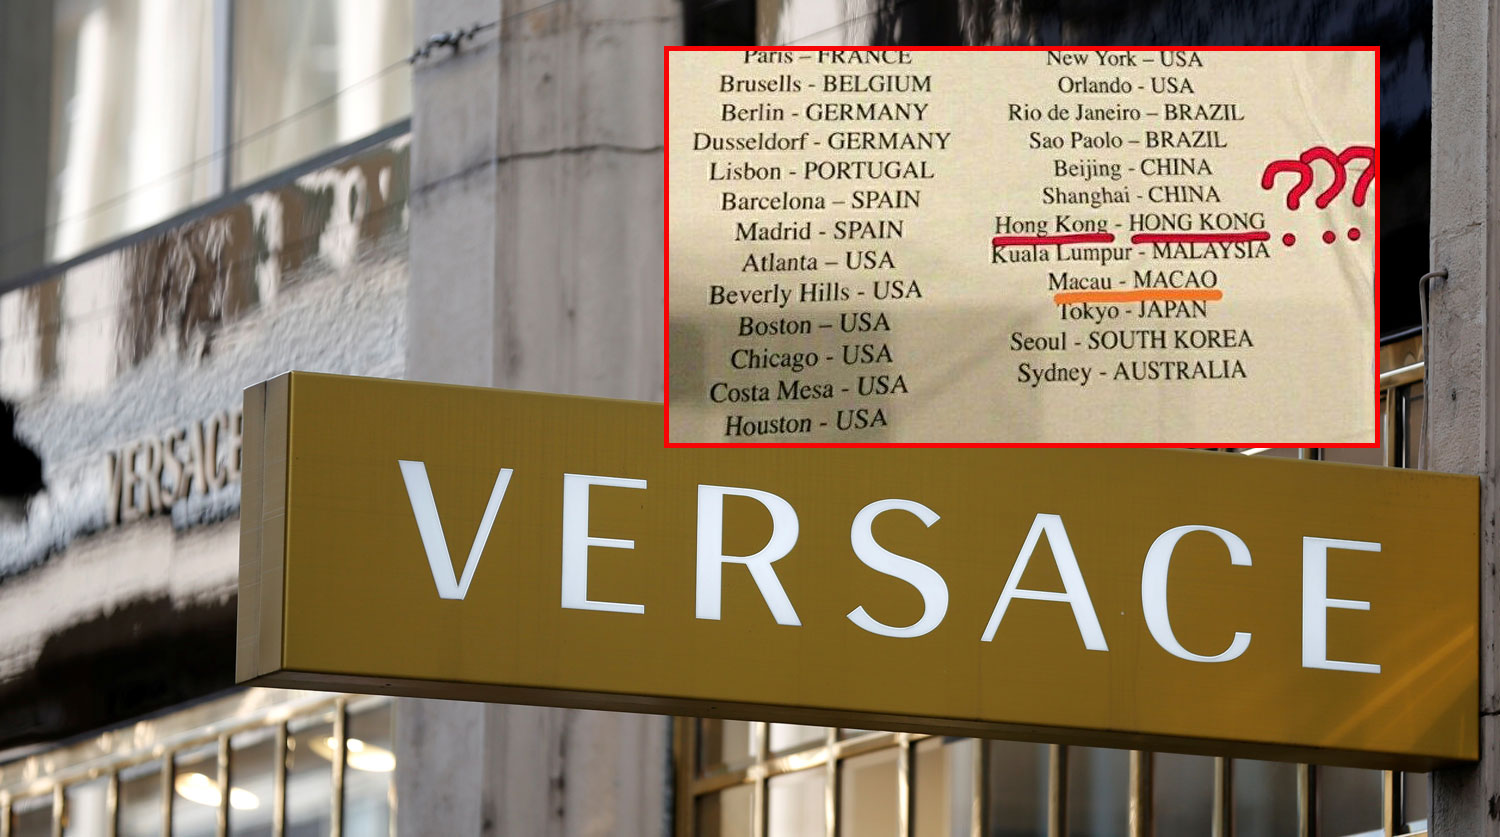 Paris – FRANCE
Brusells - BELGIUM
Berlin - GERMANY
Dusseldorf - GERMANY
Lisbon - PORTUGAL
Barcelona – SPAIN
Madrid - SPAIN
Atlanta – USA
Beverly Hills - USA
Boston – USA
Chicago - USA
Costa Mesa - USA
Houston - USA
New York – USA
Orlando - USA
Rio de Janeiro – BRAZIL
Sao Paolo – BRAZIL
Beijing - CHINA
Shanghai - CHINA
Hong Kong - HONG KONG ???
Kuala Lumpur - MALAYSIA
Macau - MACAO
Tokyo - JAPAN
Seoul - SOUTH KOREA
Sydney - AUSTRALIA
VERSACE
VERSACE